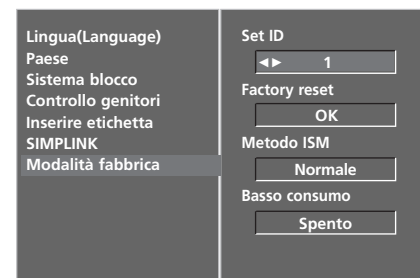 Lingua(Language)
Paese
Sistema blocco
Controllo genitori
Inserire etichetta
SIMPLINK
Modalità fabbrica
Set ID
◄► 1
Factory reset
OK
Metodo ISM
Normale
Basso consumo
Spento